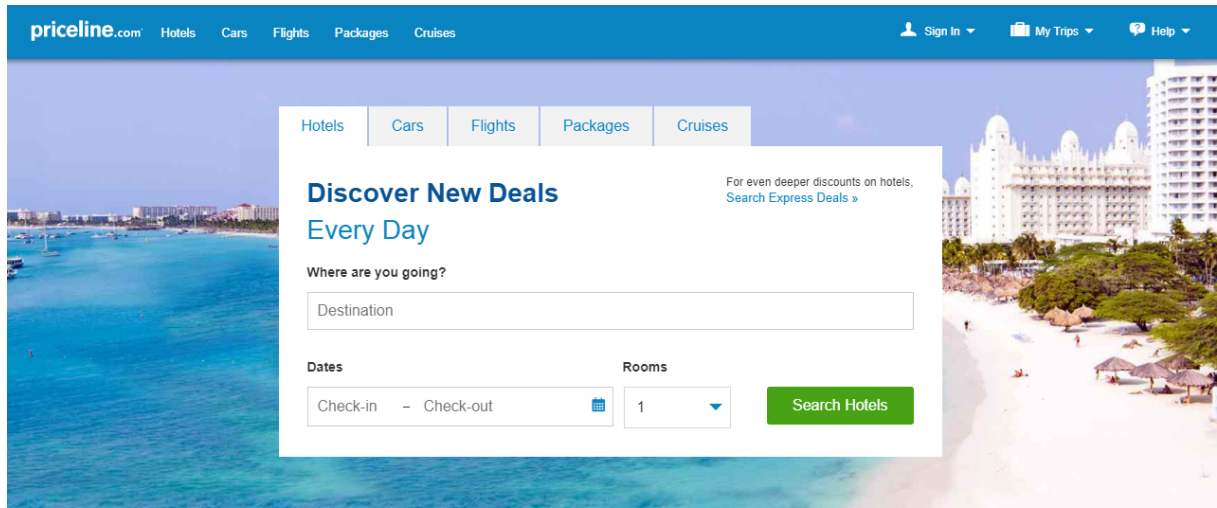 priceline.com Hotels Cars Flights Packages Cruises Sign In My Trips Help
Hotels Cars Flights Packages Cruises
Discover New Deals
Every Day
For even deeper discounts on hotels,
Search Express Deals »
Where are you going?
Destination
Dates Rooms
Check-in – Check-out 1 Search Hotels